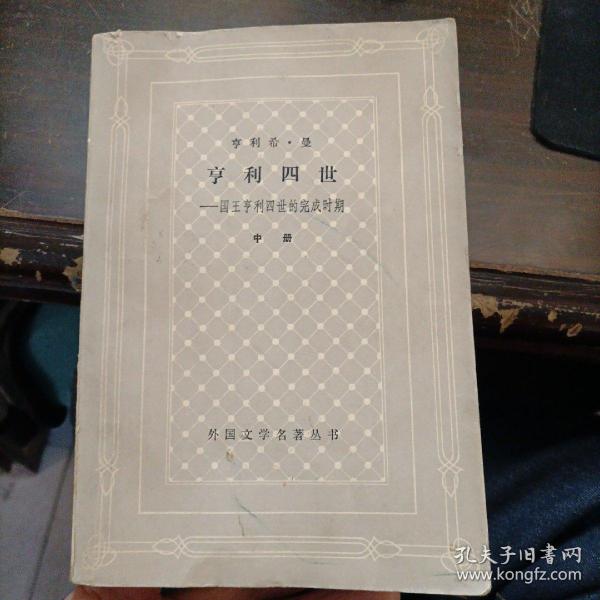 亨利希·曼
亨利四世
——国王亨利四世的完成时期
中册
外国文学名著丛书
孔夫子旧书网
www.kongfz.com